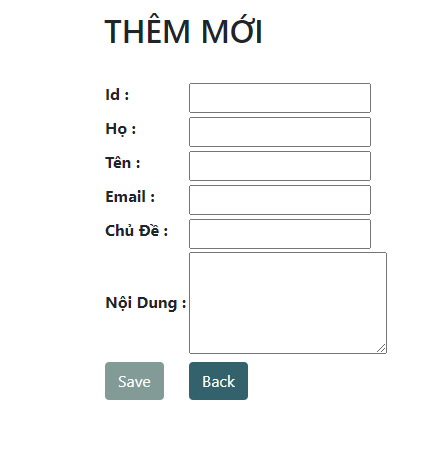 THÊM MỚI
Id :
Họ :
Tên :
Email :
Chủ Đề :
Nội Dung :
Save Back